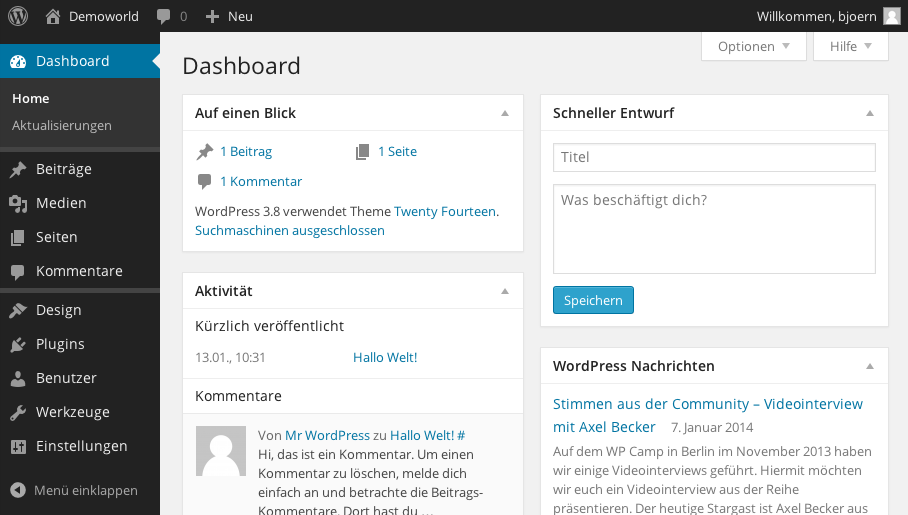 Demoworld 0 Neu Willkommen, bjoern
Dashboard
Home
Aktualisierungen
Beiträge
Medien
Seiten
Kommentare
Design
Plugins
Benutzer
Werkzeuge
Einstellungen
Menü einklappen
Optionen Hilfe
Dashboard
Auf einen Blick
1 Beitrag 1 Seite
1 Kommentar
WordPress 3.8 verwendet Theme Twenty Fourteen.
Suchmaschinen ausgeschlossen
Aktivität
Kürzlich veröffentlicht
13.01., 10:31 Hallo Welt!
Kommentare
Von Mr WordPress zu Hallo Welt! #
Hi, das ist ein Kommentar. Um einen
Kommentar zu löschen, melde dich
einfach an und betrachte die Beitrags-
Kommentare. Dort hast du …
Schneller Entwurf
Titel
Was beschäftigt dich?
Speichern
WordPress Nachrichten
Stimmen aus der Community – Videointerview
mit Axel Becker 7. Januar 2014
Auf dem WP Camp in Berlin im November 2013 haben
wir einige Videointerviews geführt. Hiermit möchten
wir euch ein Videointerview aus der Reihe
präsentieren. Der heutige Stargast ist Axel Becker aus